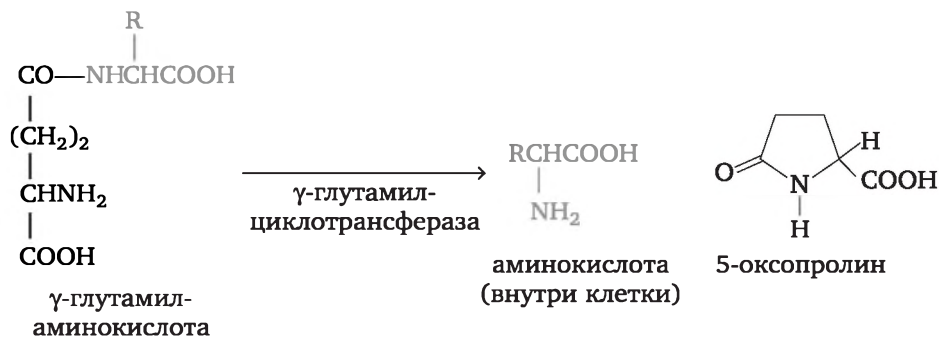 R
CO—NHCHCOOH
(CH₂)₂
CHNH₂
COOH
γ-глутамил-
аминокислота
γ-глутамил-
циклотрансфераза
RCHCOOH
NH₂
аминокислота
(внутри клетки)
O
N
H
H
COOH
5-оксопролин